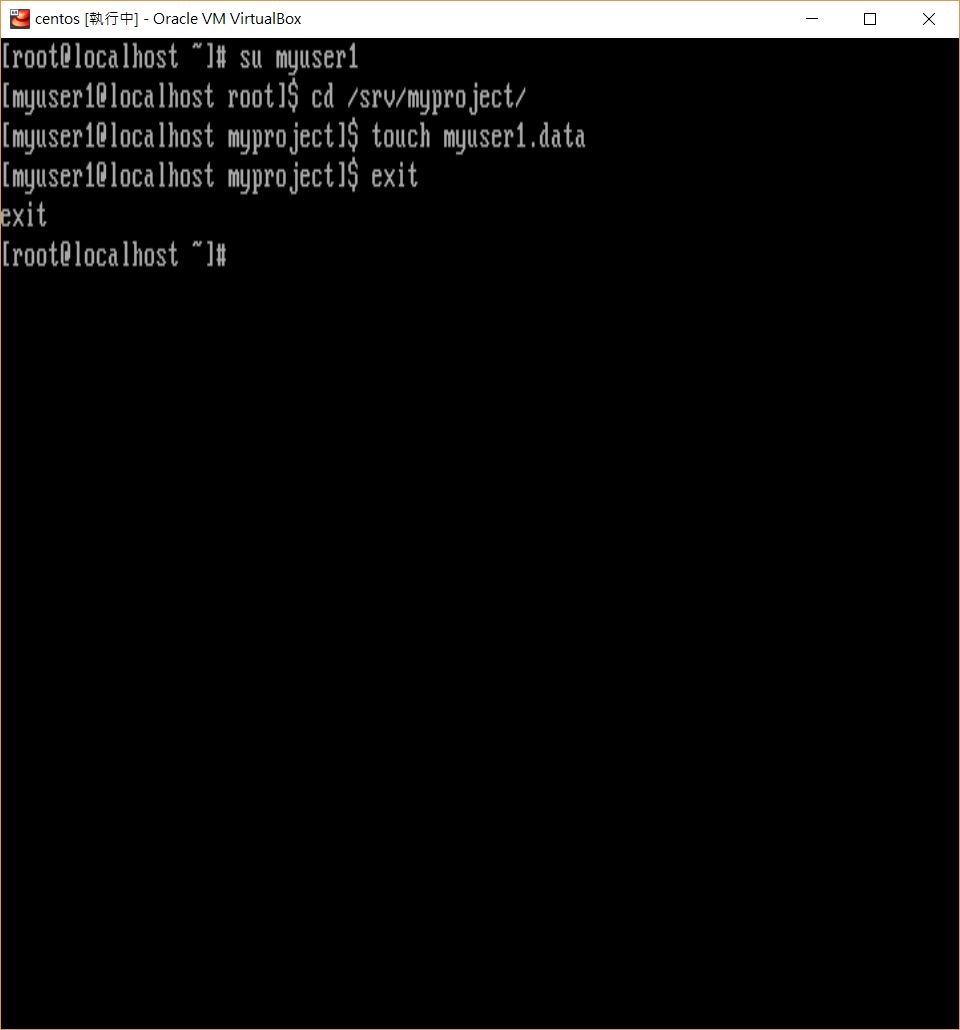 centos [執行中] - Oracle VM VirtualBox
[root@localhost ~]# su myuser1
[myuser1@localhost root]$ cd /srv/myproject/
[myuser1@localhost myproject]$ touch myuser1.data
[myuser1@localhost myproject]$ exit
exit
[root@localhost ~]#